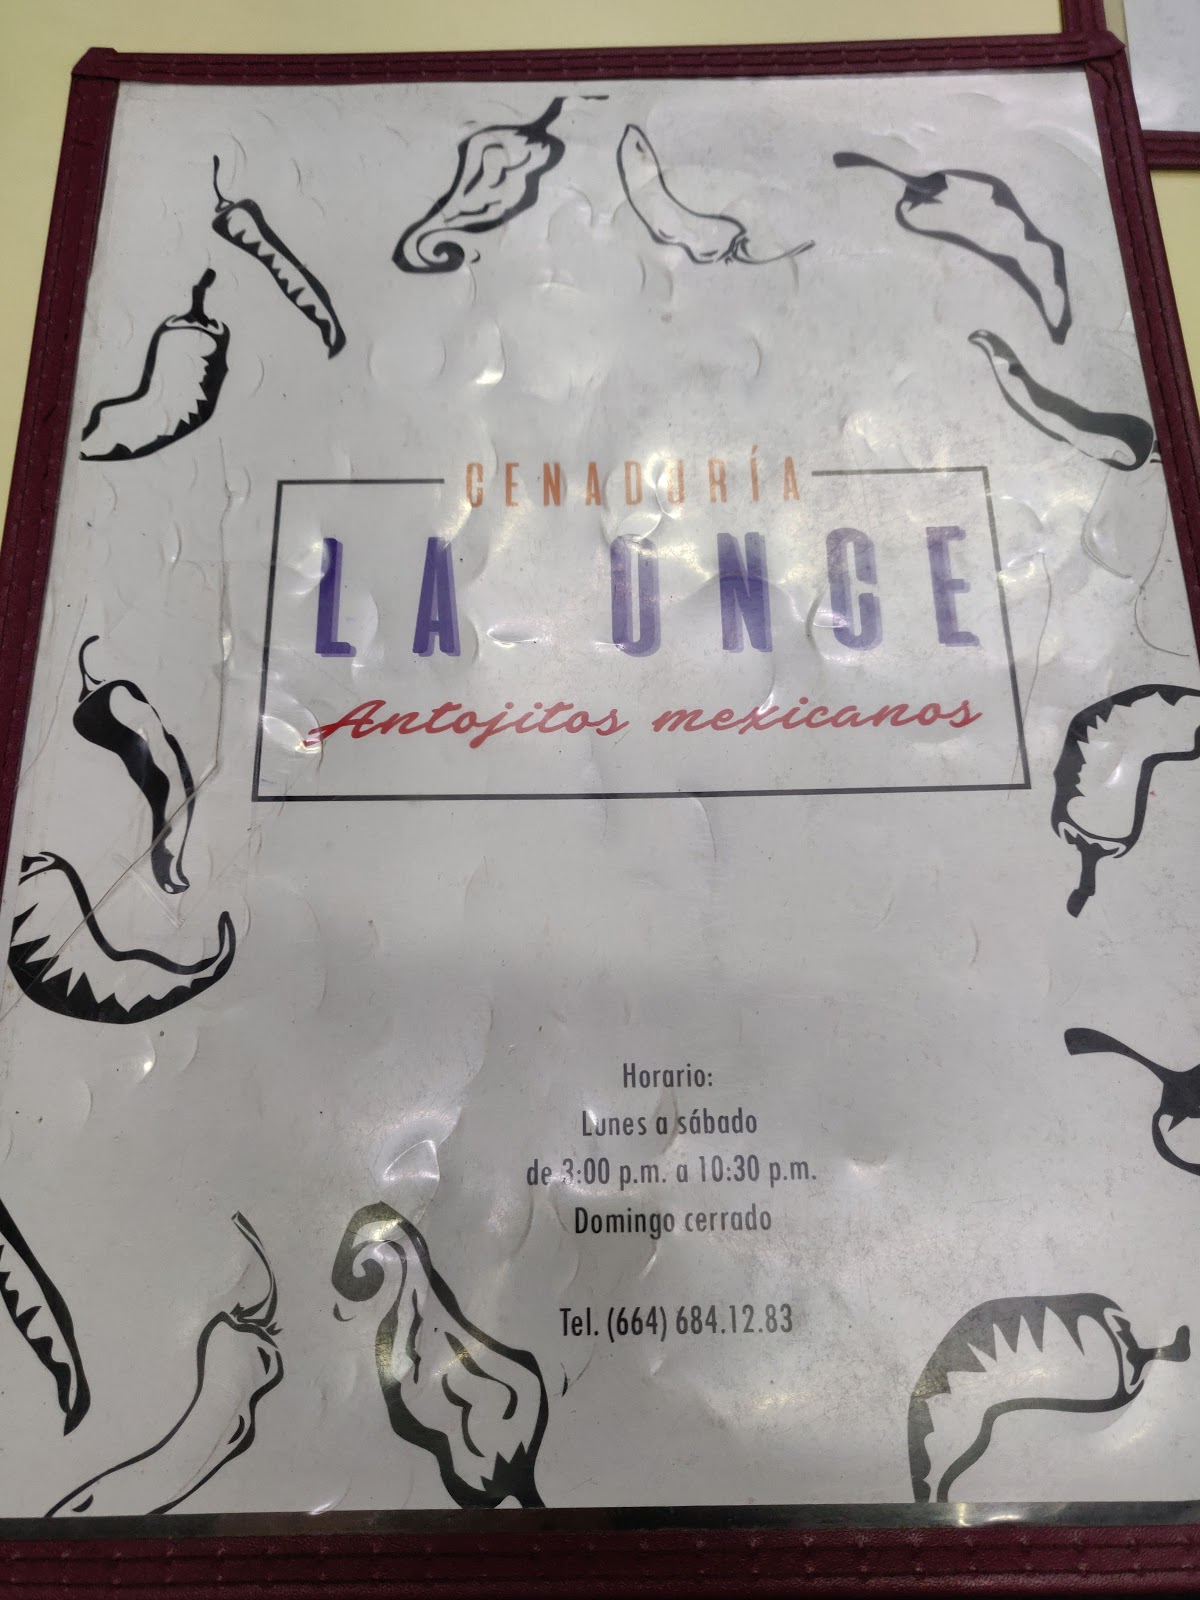 CENADURÍA
LA ONCE
Antojitos mexicanos
Horario:
Lunes a sábado
de 3:00 p.m. a 10:30 p.m.
Domingo cerrado
Tel. (664) 684.12.83